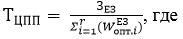 Т_ЦПП = З_ЕЗ / Σ_{i=1}^{r}(W_{опт.i}^{ЕЗ}), где